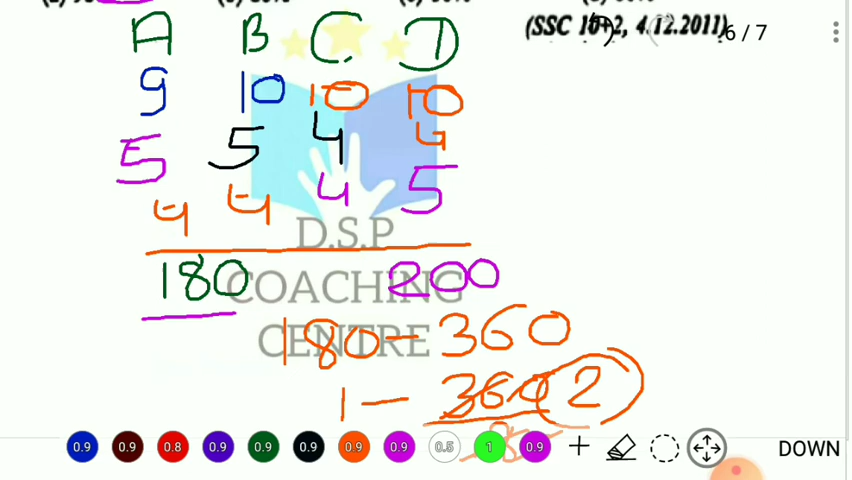 A B C D
(SSC 10+2, 4.12.2011)
6 / 7
9 10 10 10
5 5 4 4
4 4 4 5
D.S.P
180 200
COACHING
180 - 360
CENTRE
1 - 360 2
0.9 0.9 0.8 0.9 0.9 0.9 0.9 0.9 0.5 1 0.9 + DOWN